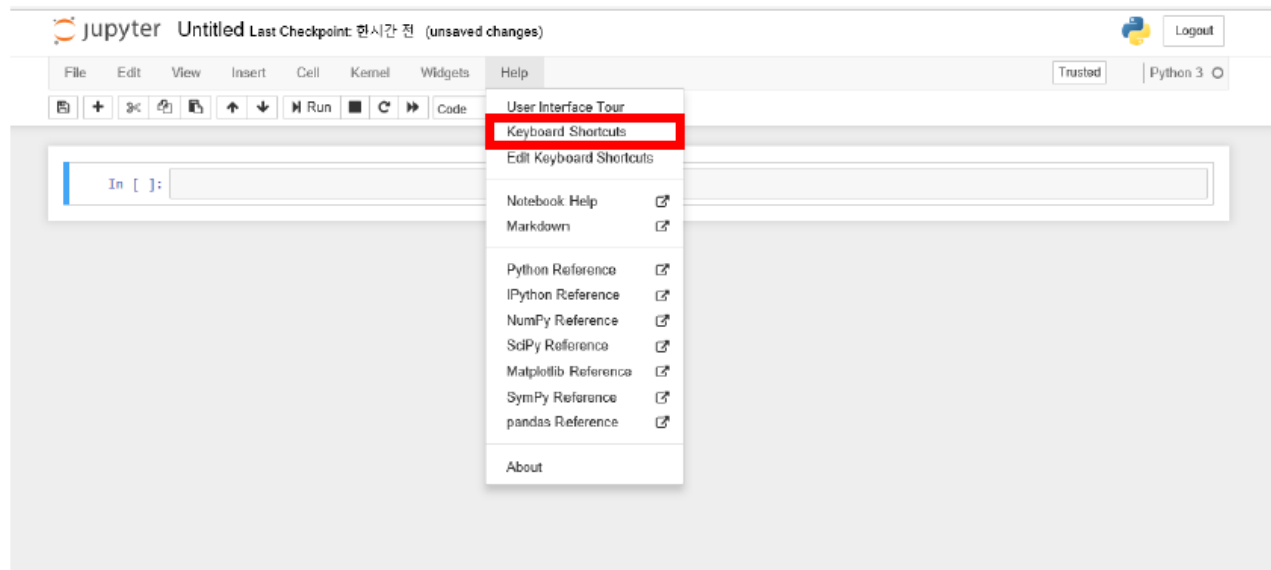 jupyter Untitled Last Checkpoint: 한시간 전 (unsaved changes) Logout
File Edit View Insert Cell Kernel Widgets Help Trusted Python 3
Run Code
User Interface Tour
Keyboard Shortcuts
Edit Keyboard Shortcuts
In [ ]:
Notebook Help
Markdown
Python Reference
IPython Reference
NumPy Reference
SciPy Reference
Matplotlib Reference
SymPy Reference
pandas Reference
About